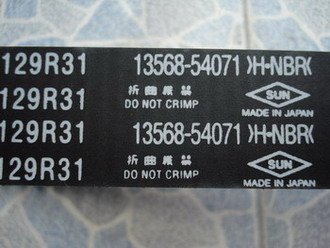 129R31 13568-54071 >H-NBR<
129R31 折曲厳禁 SUN
DO NOT CRIMP MADE IN JAPAN
129R31 13568-54071 >H-NBR<
129R31 折曲厳禁 SUN
DO NOT CRIMP MADE IN JAPAN